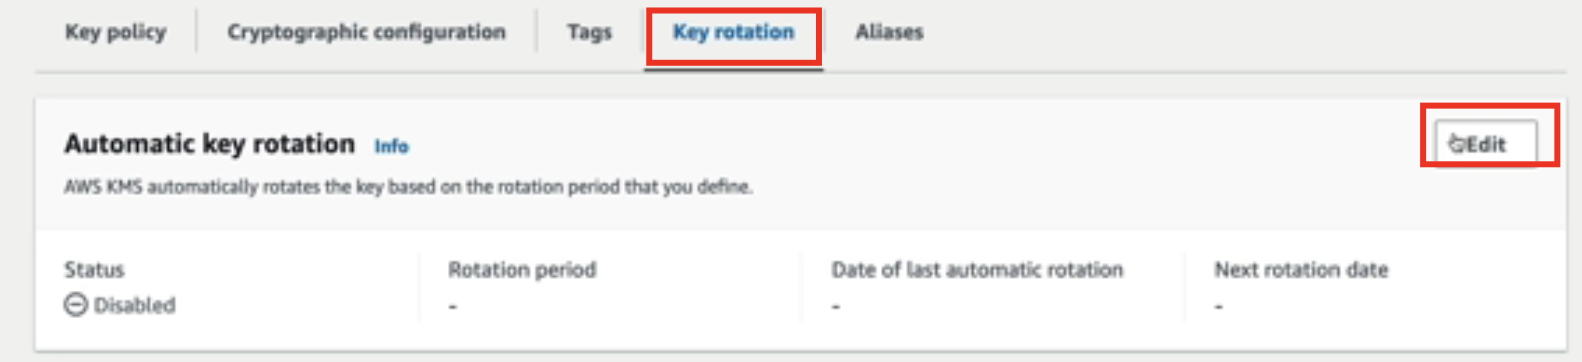 Key policy
Cryptographic configuration
Tags
Key rotation
Aliases
Automatic key rotation Info
Edit
AWS KMS automatically rotates the key based on the rotation period that you define.
Status
Rotation period
Date of last automatic rotation
Next rotation date
Disabled
-
-
-